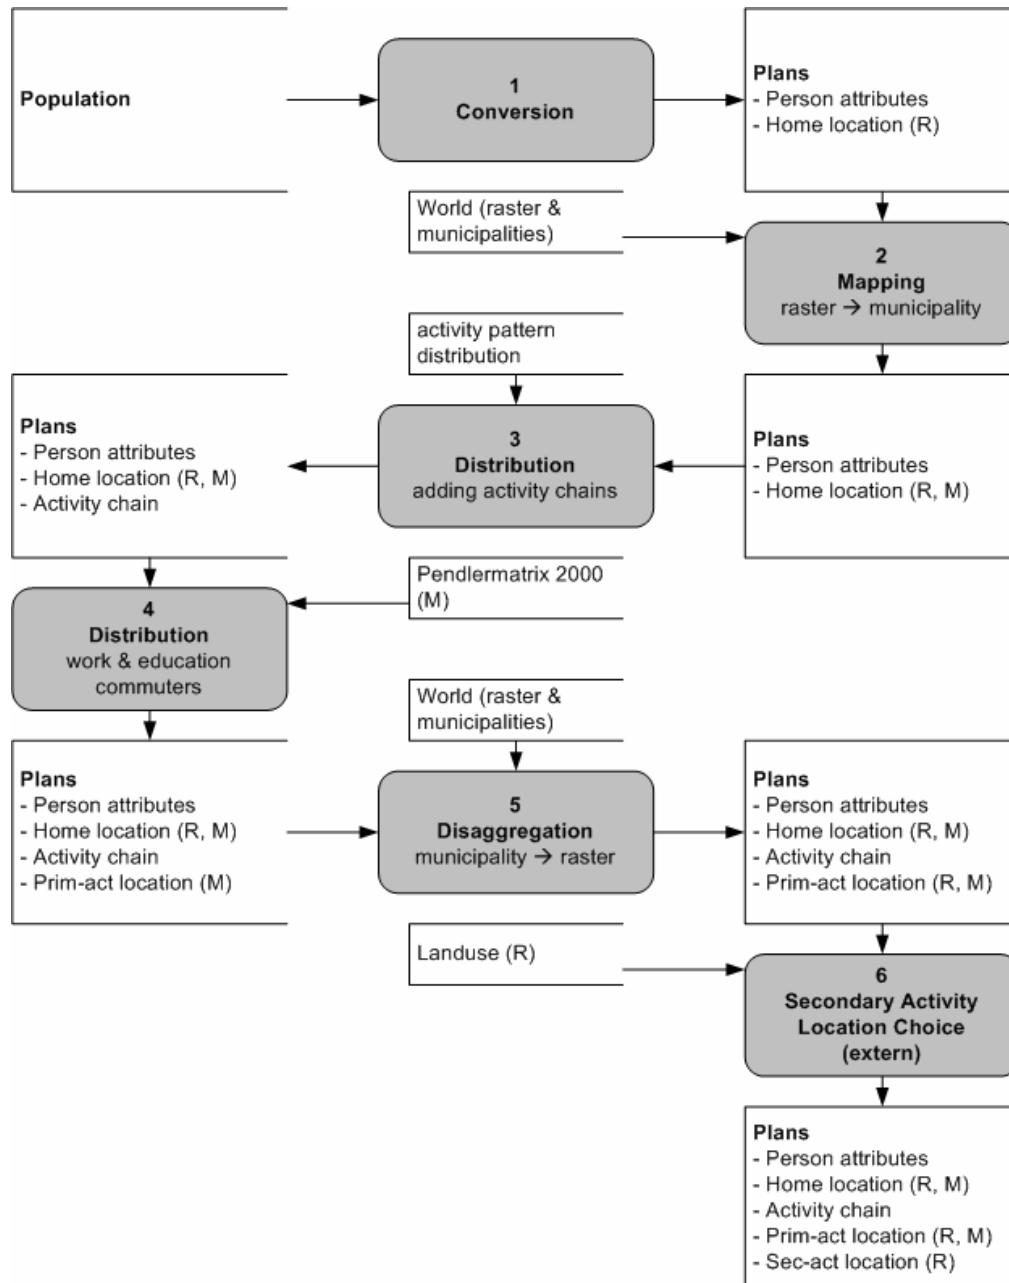 Population
1
Conversion
Plans
- Person attributes
- Home location (R)
World (raster &
municipalities)
2
Mapping
raster → municipality
activity pattern
distribution
Plans
- Person attributes
- Home location (R, M)
- Activity chain
3
Distribution
adding activity chains
Plans
- Person attributes
- Home location (R, M)
4
Distribution
work & education
commuters
Pendlermatrix 2000
(M)
World (raster &
municipalities)
Plans
- Person attributes
- Home location (R, M)
- Activity chain
- Prim-act location (M)
5
Disaggregation
municipality → raster
Plans
- Person attributes
- Home location (R, M)
- Activity chain
- Prim-act location (R, M)
Landuse (R)
6
Secondary Activity
Location Choice
(extern)
Plans
- Person attributes
- Home location (R, M)
- Activity chain
- Prim-act location (R, M)
- Sec-act location (R)